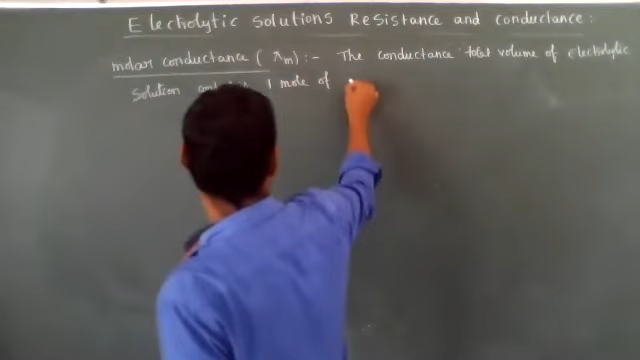 Electrolytic solutions Resistance and conductance:
molar conductance (λm):- The conductance total volume of electrolytic
solution 1 mole of